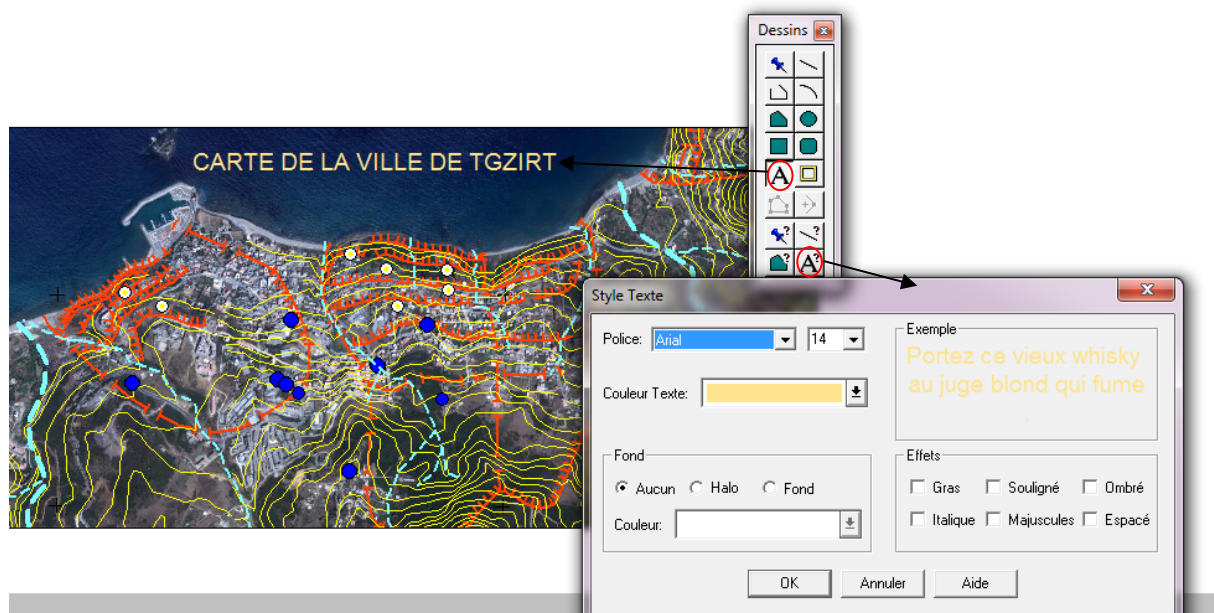 Dessins
CARTE DE LA VILLE DE TGZIRT
A
? ?
? A?
Style Texte
Police: Arial 14
Couleur Texte:
Exemple
Portez ce vieux whisky
au juge blond qui fume
.
Fond
Aucun Halo Fond
Couleur:
Effets
Gras Souligné Ombré
Italique Majuscules Espacé
OK Annuler Aide